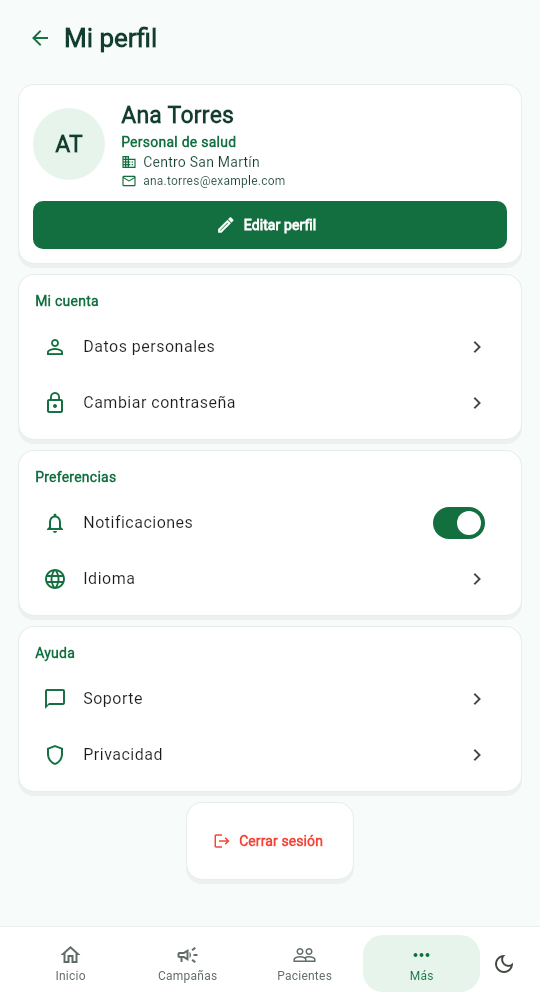 Mi perfil
AT
Ana Torres
Personal de salud
Centro San Martín
ana.torres@example.com
Editar perfil
Mi cuenta
Datos personales
Cambiar contraseña
Preferencias
Notificaciones
Idioma
Ayuda
Soporte
Privacidad
Cerrar sesión
Inicio
Campañas
Pacientes
Más